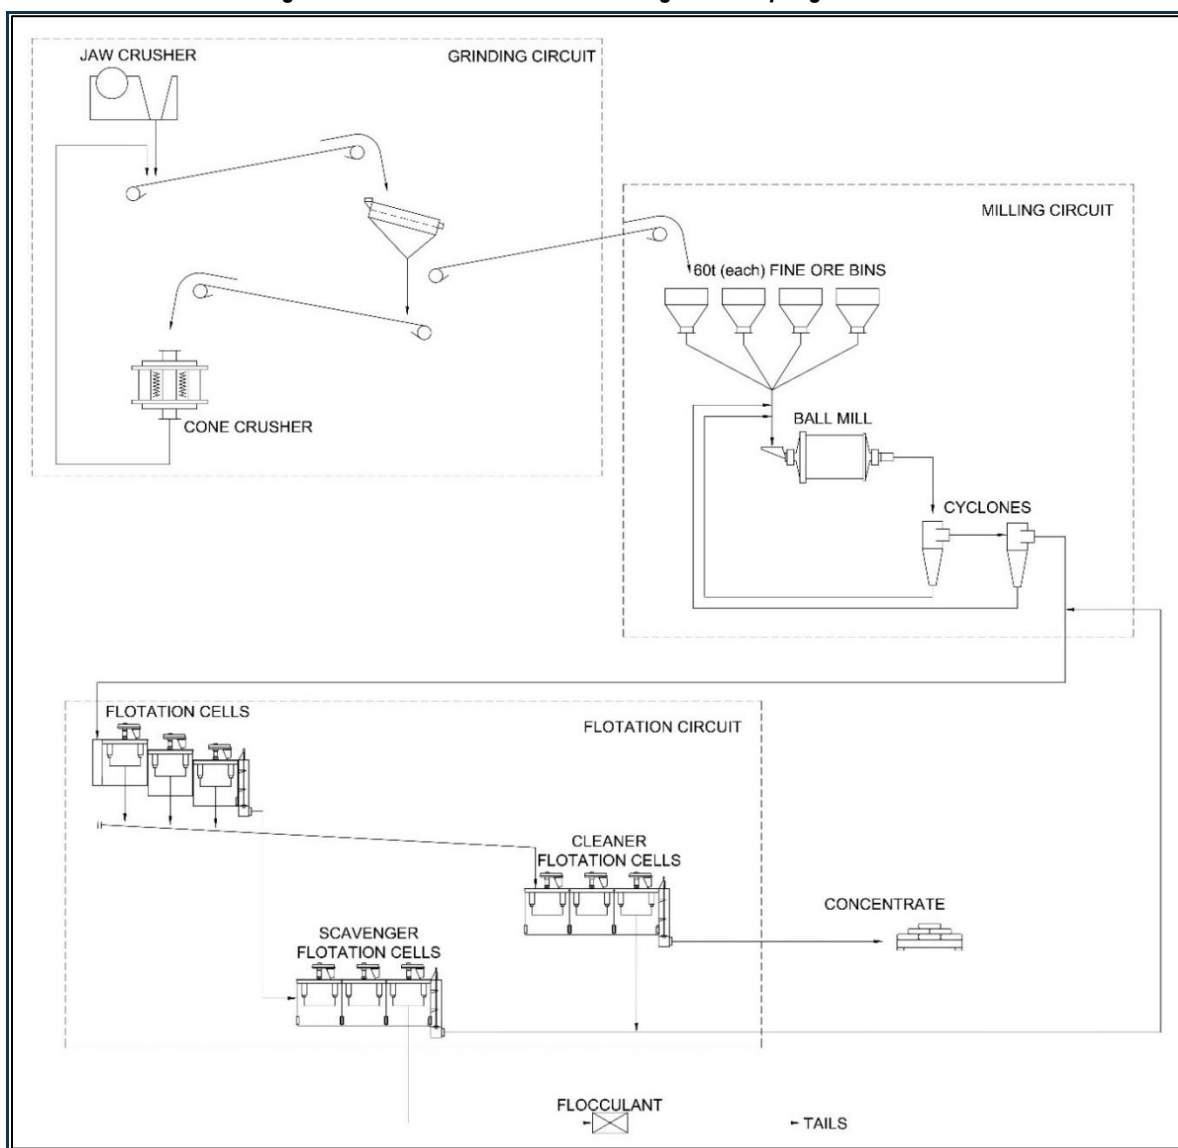 JAW CRUSHER
GRINDING CIRCUIT
MILLING CIRCUIT
60t (each) FINE ORE BINS
CONE CRUSHER
BALL MILL
CYCLONES
FLOTATION CELLS
FLOTATION CIRCUIT
CLEANER
FLOTATION CELLS
CONCENTRATE
SCAVENGER
FLOTATION CELLS
FLOCCULANT
TAILS